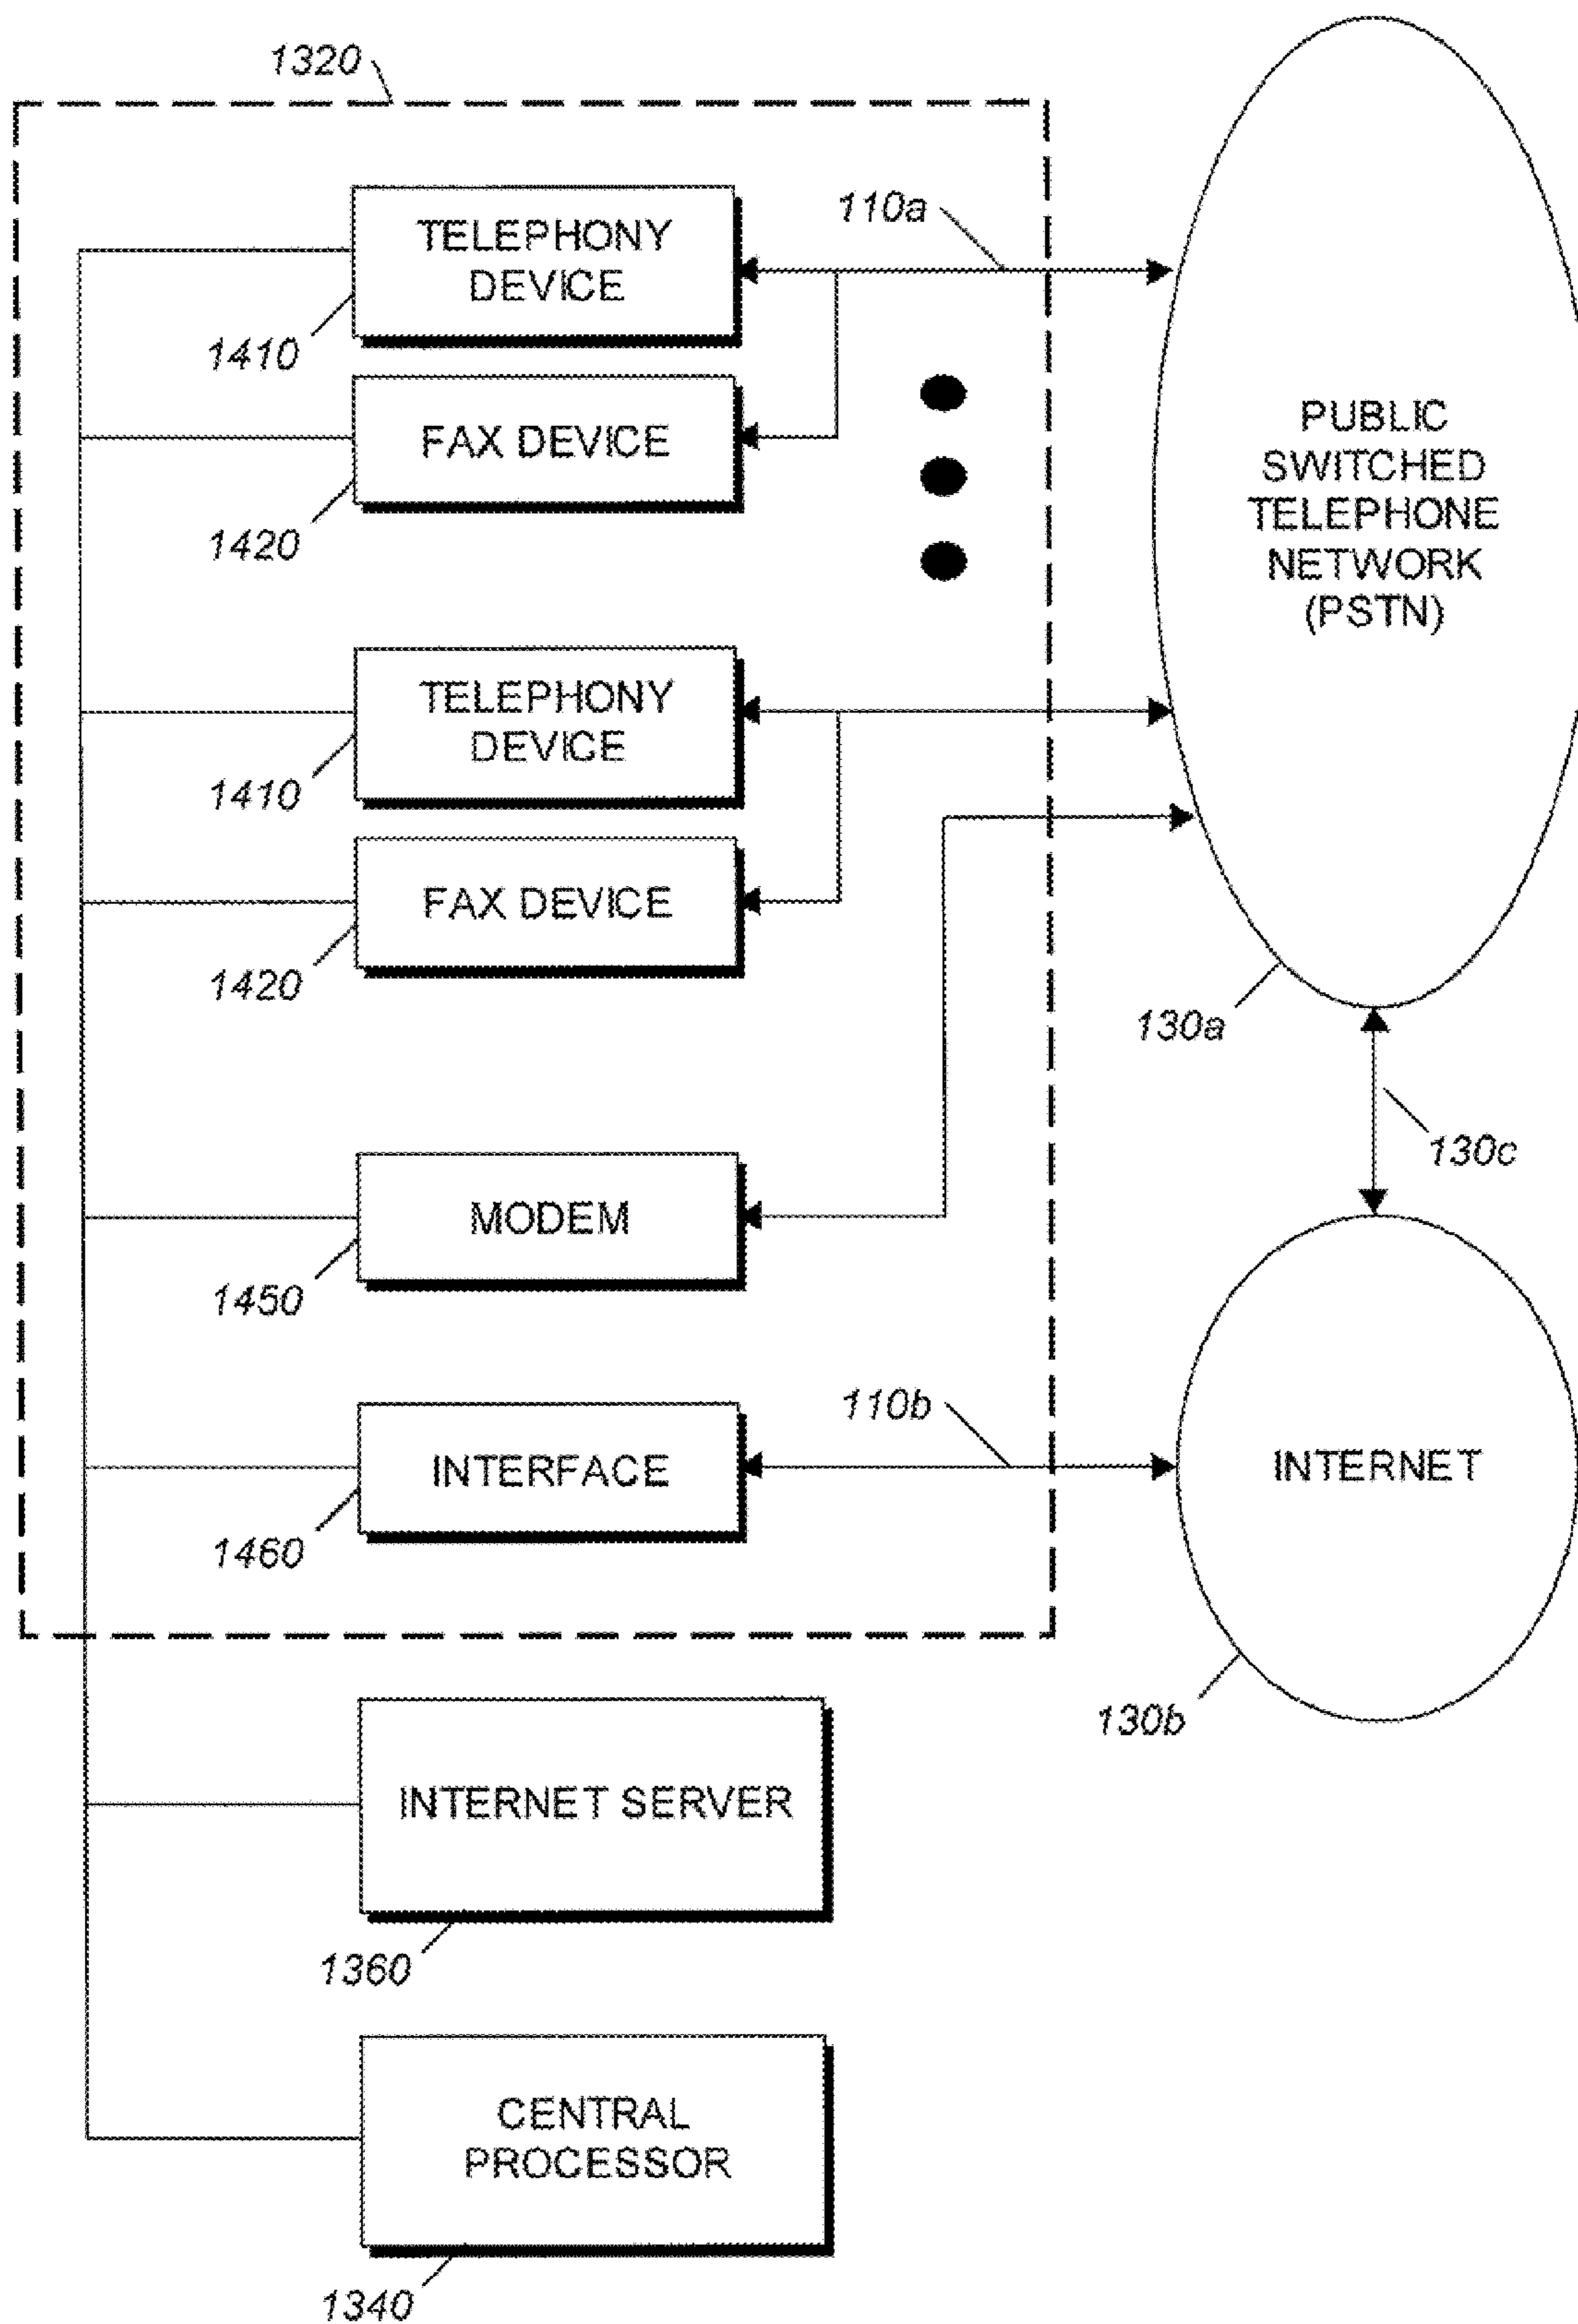 1320
TELEPHONY
DEVICE
1410
110a
FAX DEVICE
1420
PUBLIC
SWITCHED
TELEPHONE
NETWORK
(PSTN)
TELEPHONY
DEVICE
1410
FAX DEVICE
1420
130a
130c
MODEM
1450
110b
INTERFACE
1460
INTERNET
130b
INTERNET SERVER
1360
CENTRAL
PROCESSOR
1340